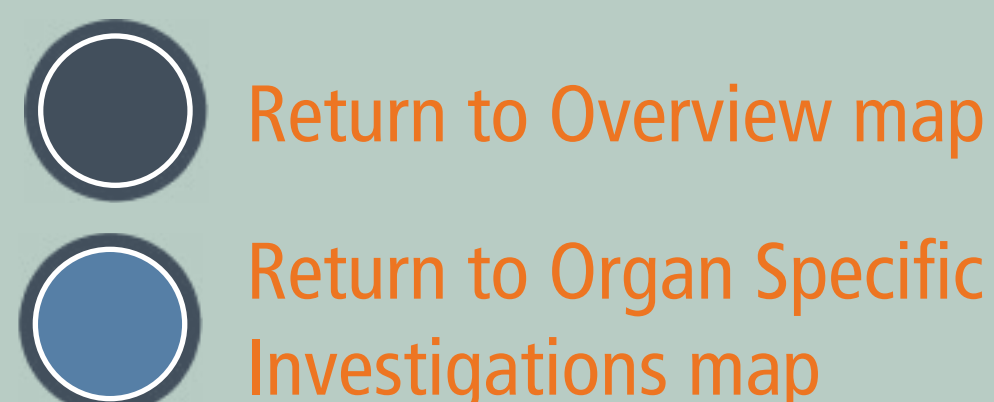 Return to Overview map
Return to Organ Specific
Investigations map